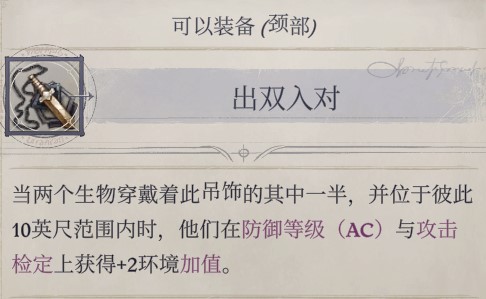 可以装备 (颈部)
出双入对
当两个生物穿戴着此吊饰的其中一半，并位于彼此
10英尺范围内时，他们在防御等级（AC）与攻击
检定上获得+2环境加值。